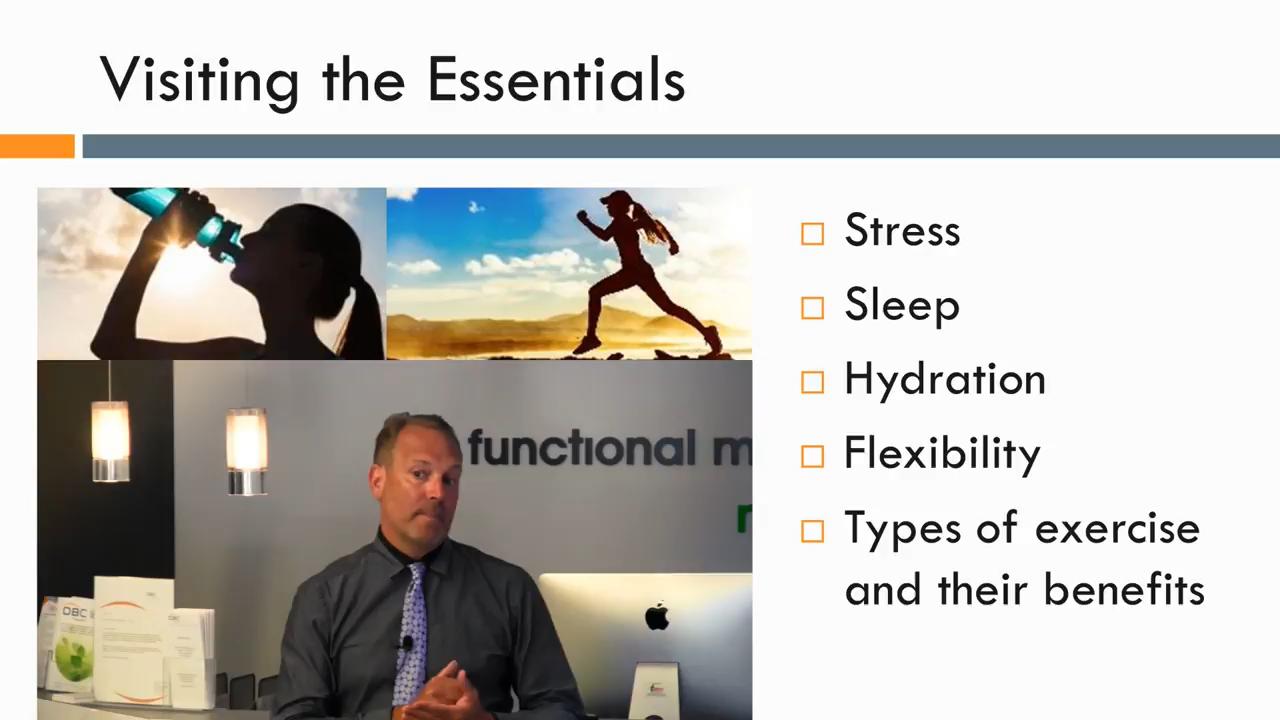 Visiting the Essentials
Stress
Sleep
Hydration
Flexibility
Types of exercise
and their benefits
functional m
DBC